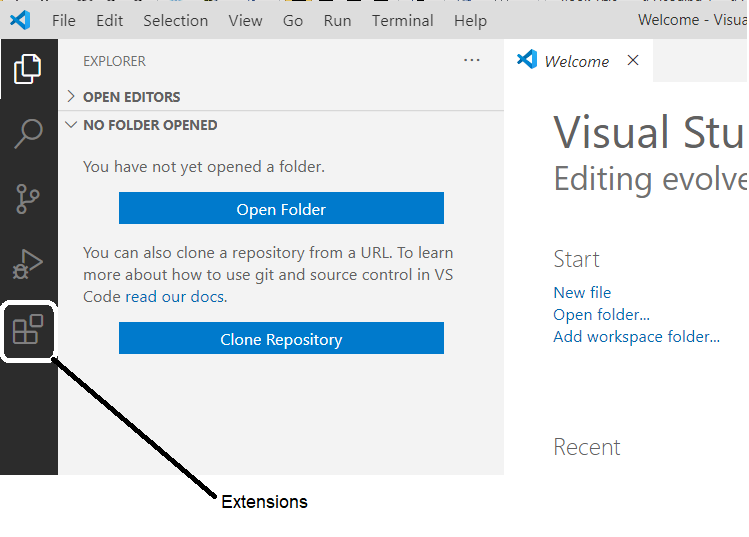 File Edit Selection View Go Run Terminal Help
Welcome - Visua
EXPLORER ...
Welcome
OPEN EDITORS
NO FOLDER OPENED
You have not yet opened a folder.
Open Folder
You can also clone a repository from a URL. To learn
more about how to use git and source control in VS
Code read our docs.
Clone Repository
Visual Stu
Editing evolve
Start
New file
Open folder...
Add workspace folder...
Recent
Extensions